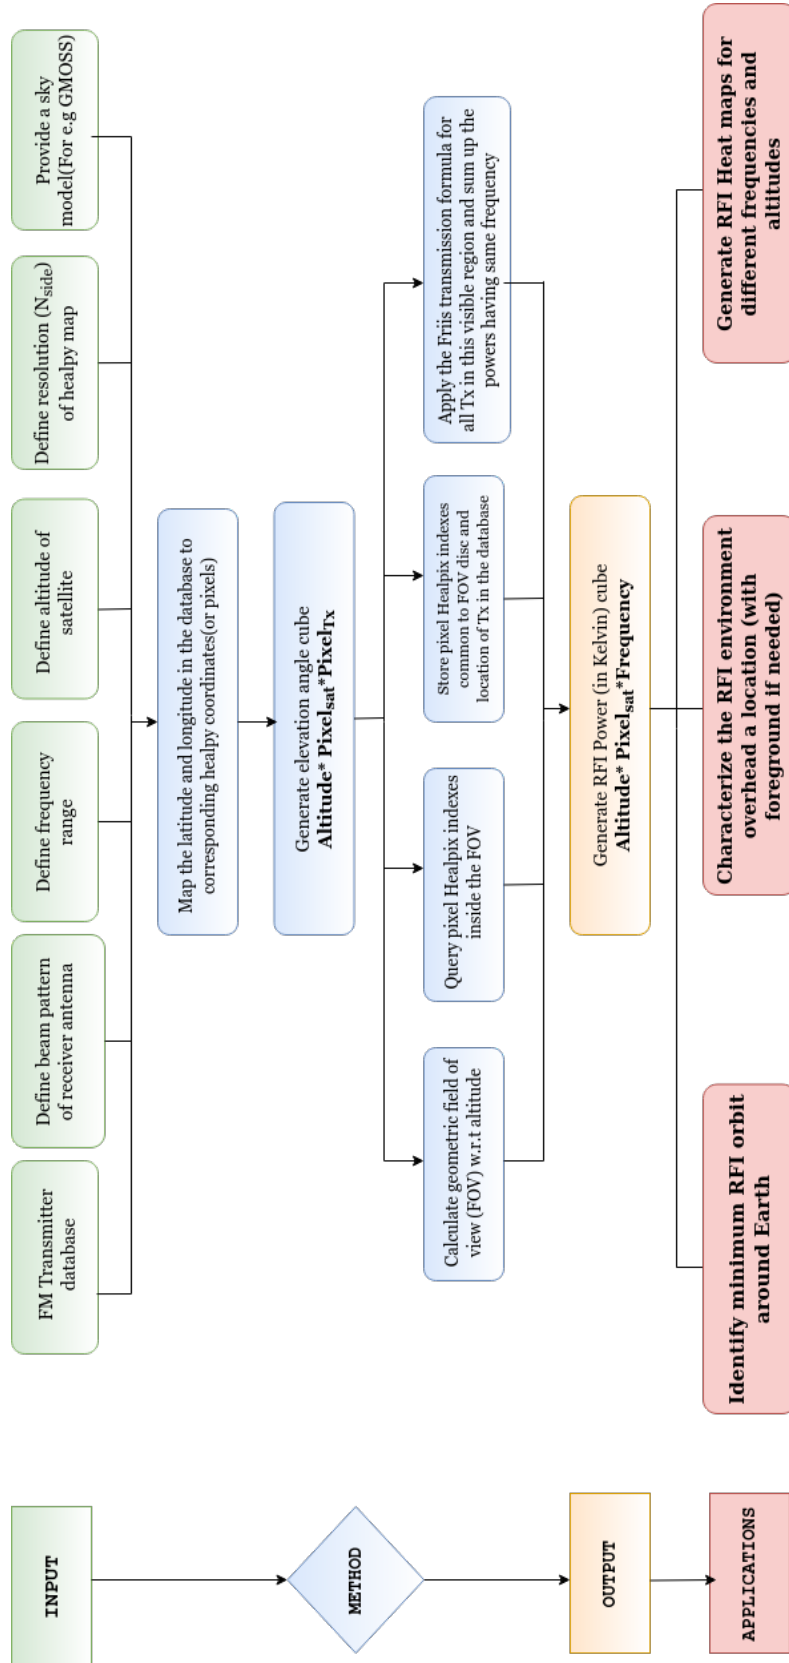 INPUT
FM Transmitter
database
Define beam pattern
of receiver antenna
Define frequency
range
Define altitude of
satellite
Define resolution (Nside)
of healpy map
Provide a sky
model(For e.g GMOSS)
METHOD
Map the latitude and longitude in the database to
corresponding healpy coordinates(or pixels)
Generate elevation angle cube
Altitude* Pixelsat*PixelTx
Calculate geometric field of
view (FOV) w.r.t altitude
Query pixel Healpix indexes
inside the FOV
Store pixel Healpix indexes
common to FOV disc and
location of Tx in the database
Apply the Friis transmission formula for
all Tx in this visible region and sum up the
powers having same frequency
OUTPUT
Generate RFI Power (in Kelvin) cube
Altitude* Pixelsat*Frequency
APPLICATIONS
Identify minimum RFI orbit
around Earth
Characterize the RFI environment
overhead a location (with
foreground if needed)
Generate RFI Heat maps for
different frequencies and
altitudes